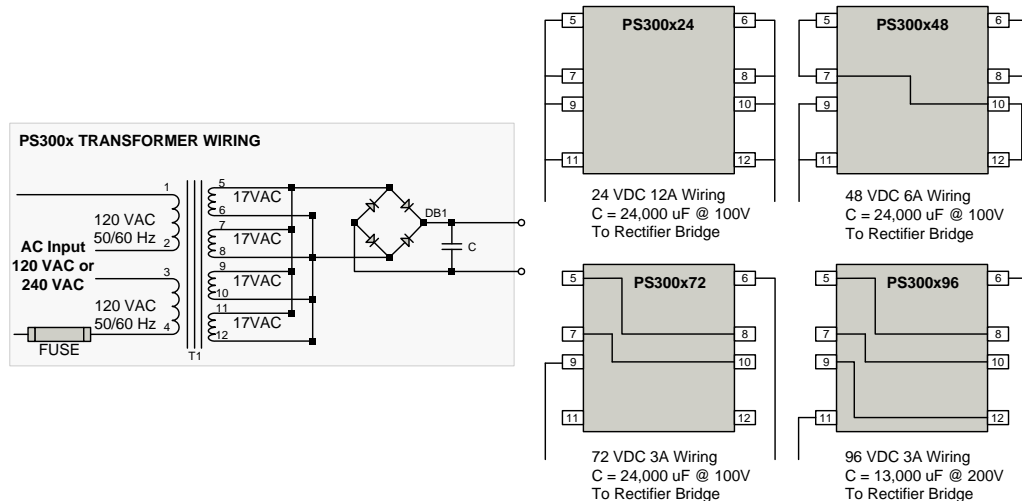 PS300x TRANSFORMER WIRING
1
5
17VAC
6
120 VAC
50/60 Hz
2
7
17VAC
8
AC Input
120 VAC or
240 VAC
3
9
17VAC
10
120 VAC
50/60 Hz
4
11
17VAC
12
FUSE
T1
DB1
C
PS300x24
5
6
7
8
9
10
11
12
24 VDC 12A Wiring
C = 24,000 uF @ 100V
To Rectifier Bridge
PS300x48
5
6
7
8
9
10
11
12
48 VDC 6A Wiring
C = 24,000 uF @ 100V
To Rectifier Bridge
PS300x72
5
6
7
8
9
10
11
12
72 VDC 3A Wiring
C = 24,000 uF @ 100V
To Rectifier Bridge
PS300x96
5
6
7
8
9
10
11
12
96 VDC 3A Wiring
C = 13,000 uF @ 200V
To Rectifier Bridge